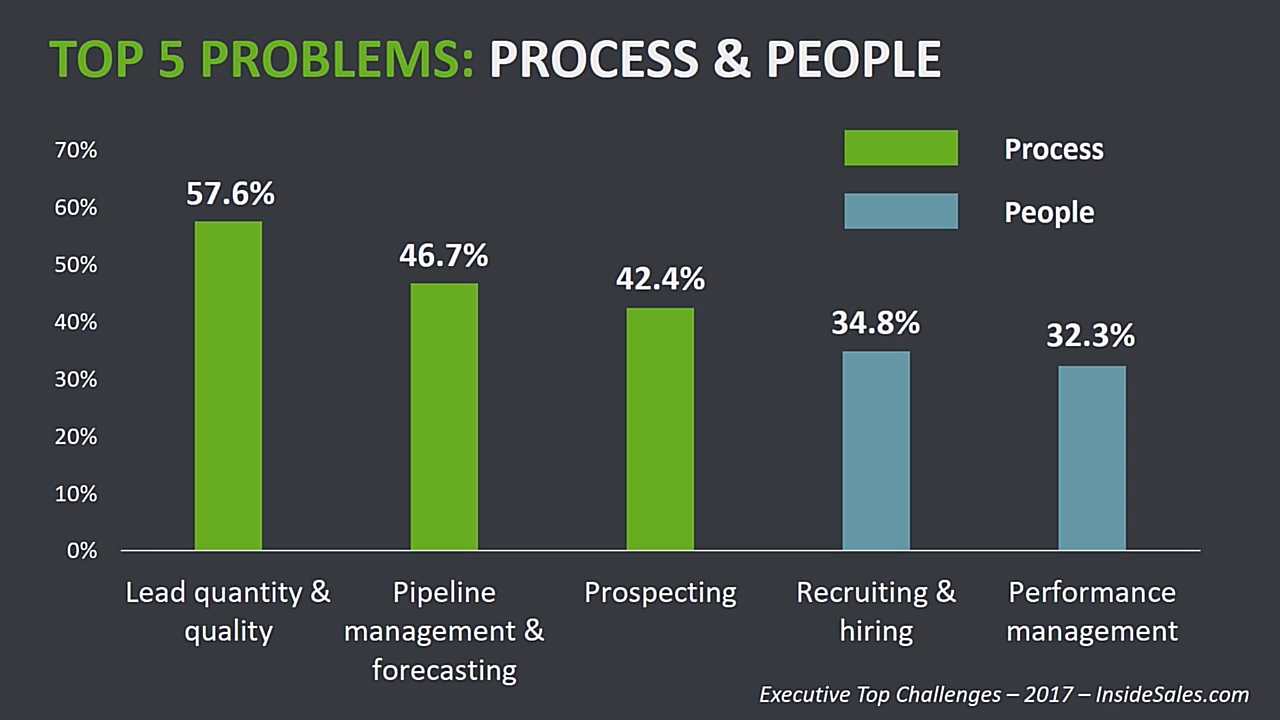 TOP 5 PROBLEMS: PROCESS & PEOPLE
70%
60%
50%
40%
30%
20%
10%
0%
Process
People
57.6%
46.7%
42.4%
34.8%
32.3%
Lead quantity &
quality
Pipeline
management &
forecasting
Prospecting
Recruiting &
hiring
Performance
management
Executive Top Challenges – 2017 – InsideSales.com